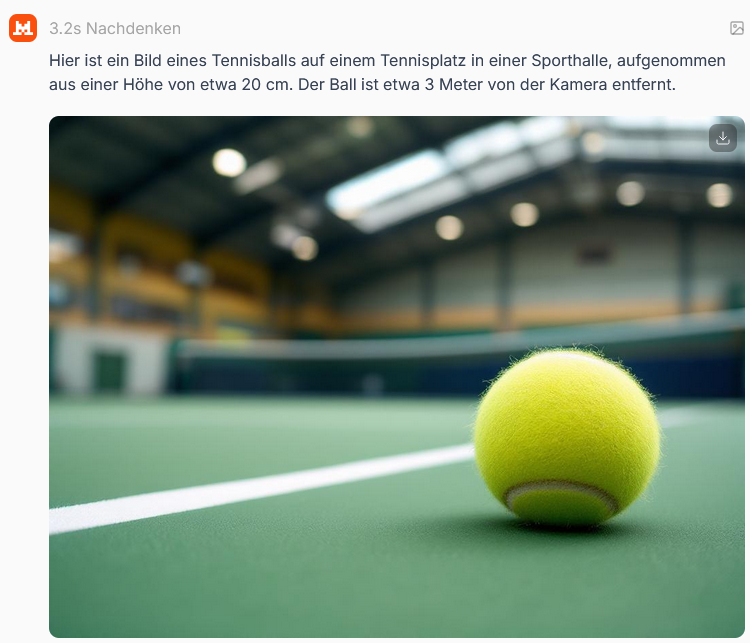 3.2s Nachdenken
Hier ist ein Bild eines Tennisballs auf einem Tennisplatz in einer Sporthalle, aufgenommen
aus einer Höhe von etwa 20 cm. Der Ball ist etwa 3 Meter von der Kamera entfernt.